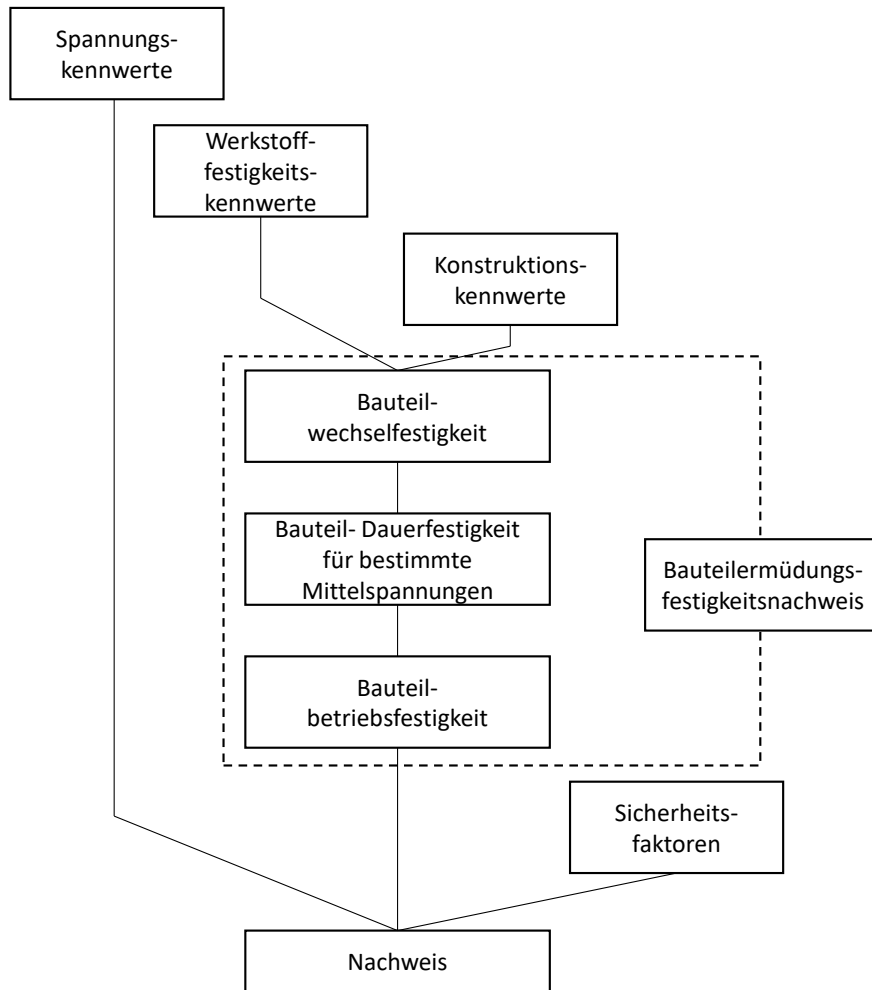 Spannungs-
kennwerte
Werkstoff-
festigkeits-
kennwerte
Konstruktions-
kennwerte
Bauteil-
wechselfestigkeit
Bauteil- Dauerfestigkeit
für bestimmte
Mittelspannungen
Bauteilermüdungs-
festigkeitsnachweis
Bauteil-
betriebsfestigkeit
Sicherheits-
faktoren
Nachweis